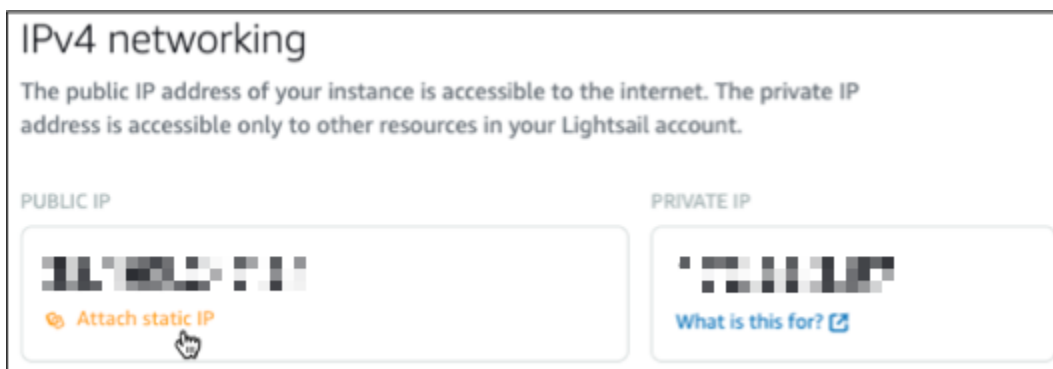 IPv4 networking
The public IP address of your instance is accessible to the internet. The private IP
address is accessible only to other resources in your Lightsail account.
PUBLIC IP
PRIVATE IP
Attach static IP
What is this for?